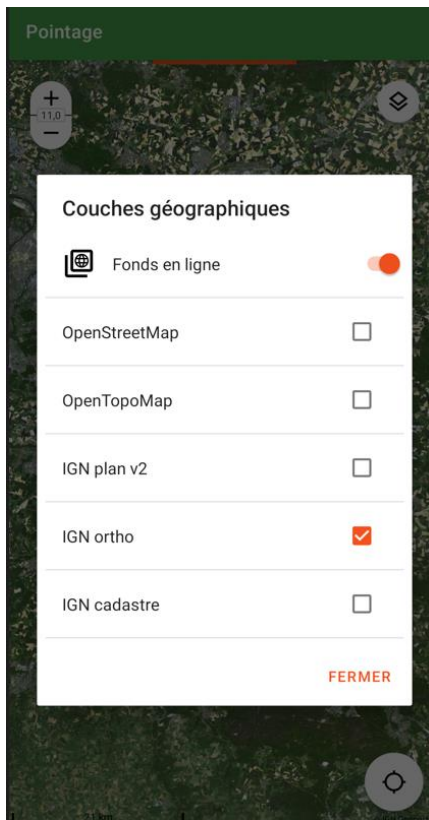 Pointage
+
11,0
−
Couches géographiques
Fonds en ligne
OpenStreetMap
OpenTopoMap
IGN plan v2
IGN ortho
IGN cadastre
FERMER